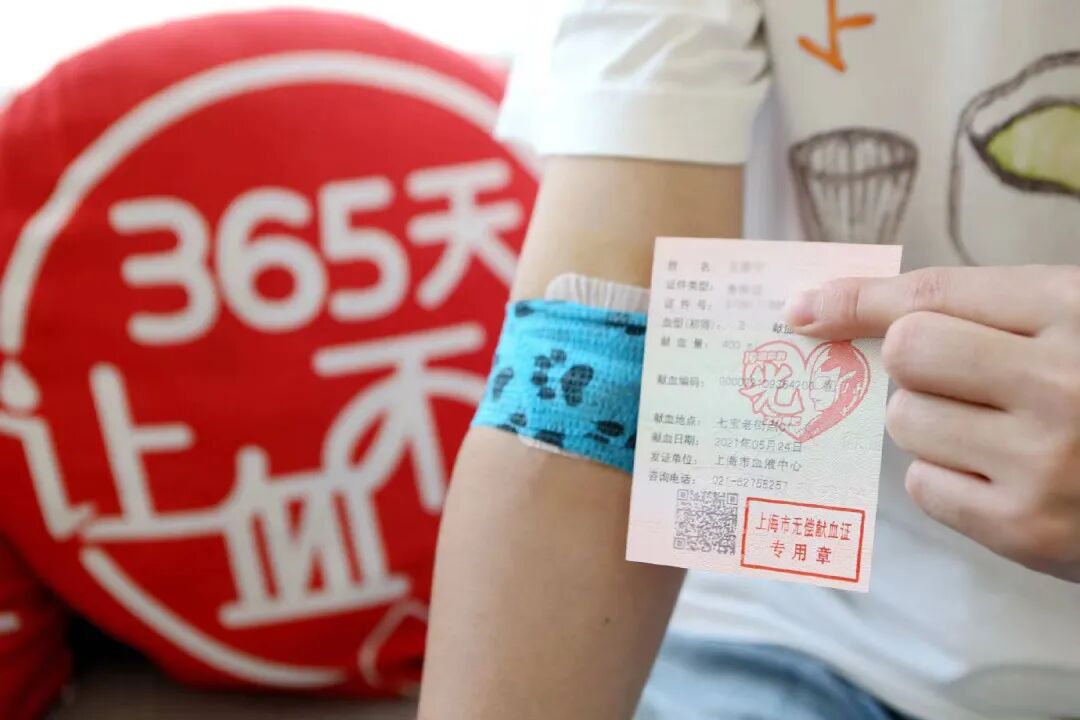 365天
不
让血
姓 名
证件类型：
证 件 号：
血型(初筛)：
献血
献 血 量： 400
献血编码：
献血地点： 七宝老街
献血日期： 2021年05月24日
发证单位： 上海市血液中心
咨询电话： 021-62758257
上海市无偿献血证
专用章